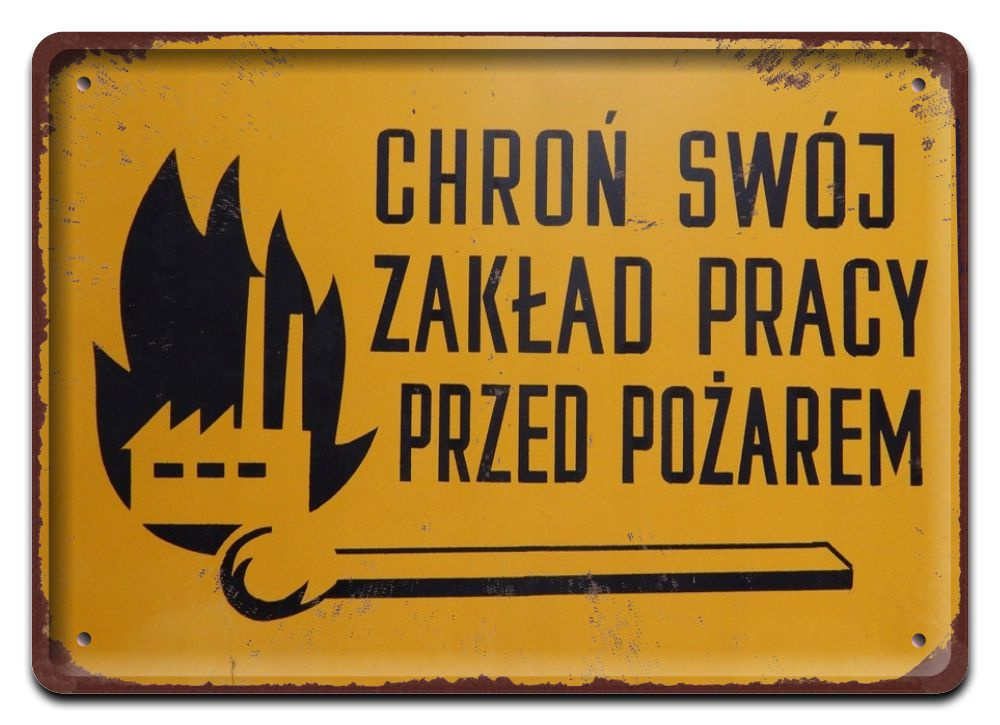 CHROŃ SWÓJ
ZAKŁAD PRACY
PRZED POŻAREM